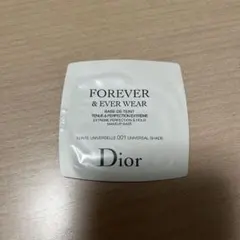 FOREVER
& EVER WEAR
BASE DE TEINT
TENUE & PERFECTION EXTRÊME
EXTREME PERFECTION & HOLD
MAKEUP BASE
TEINTE UNIVERSELLE 001 UNIVERSAL SHADE
Dior